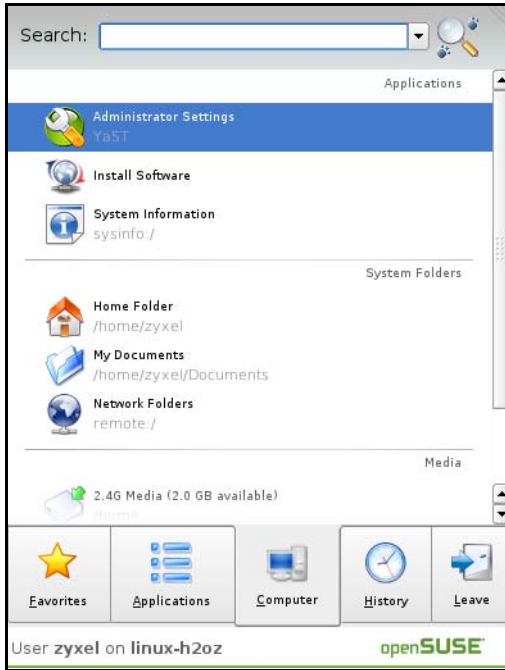 Search:
Applications
Administrator Settings
YaST
Install Software
System Information
sysinfo:/
System Folders
Home Folder
/home/zyxel
My Documents
/home/zyxel/Documents
Network Folders
remote:/
Media
2.4G Media (2.0 GB available)
/home
Favorites Applications Computer History Leave
User zyxel on linux-h2oz openSUSE